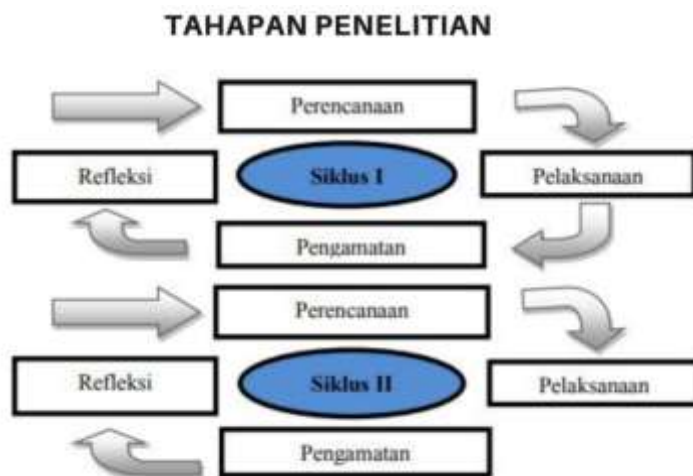 TAHAPAN PENELITIAN
Perencanaan
Refleksi
Siklus I
Pelaksanaan
Pengamatan
Perencanaan
Refleksi
Siklus II
Pelaksanaan
Pengamatan